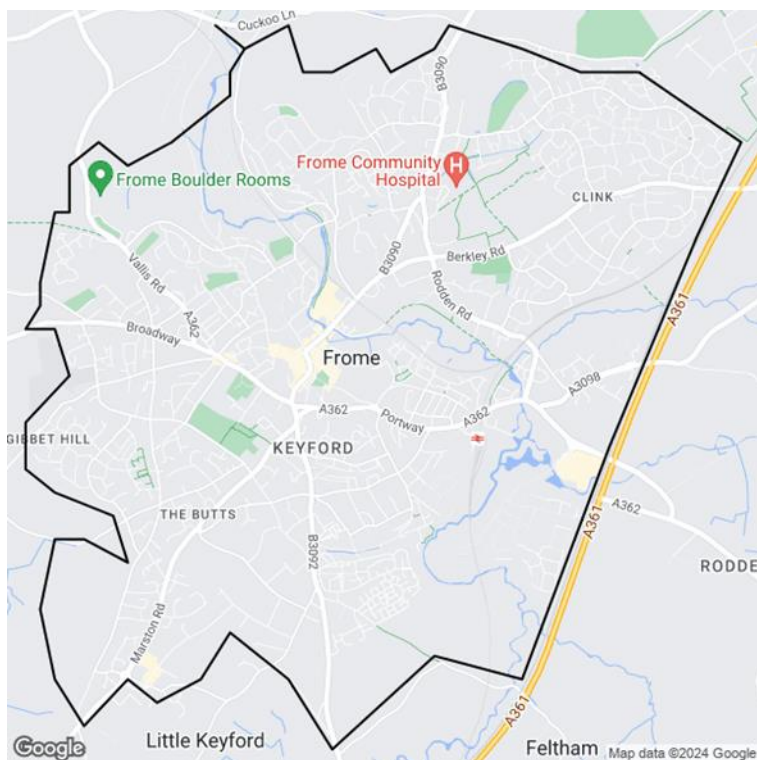 Cuckoo Ln
B3090
Frome Community
Hospital
H
Frome Boulder Rooms
CLINK
B3090
Berkley Rd
Vallis Rd
A362
Rodden Rd
A361
Broadway
Frome
A3098
A362
Portway
A362
GIBBET HILL
KEYFORD
THE BUTTS
A361
A362
B3092
RODDE
Marston Rd
A361
Little Keyford
Feltham
Google
Map data ©2024 Google